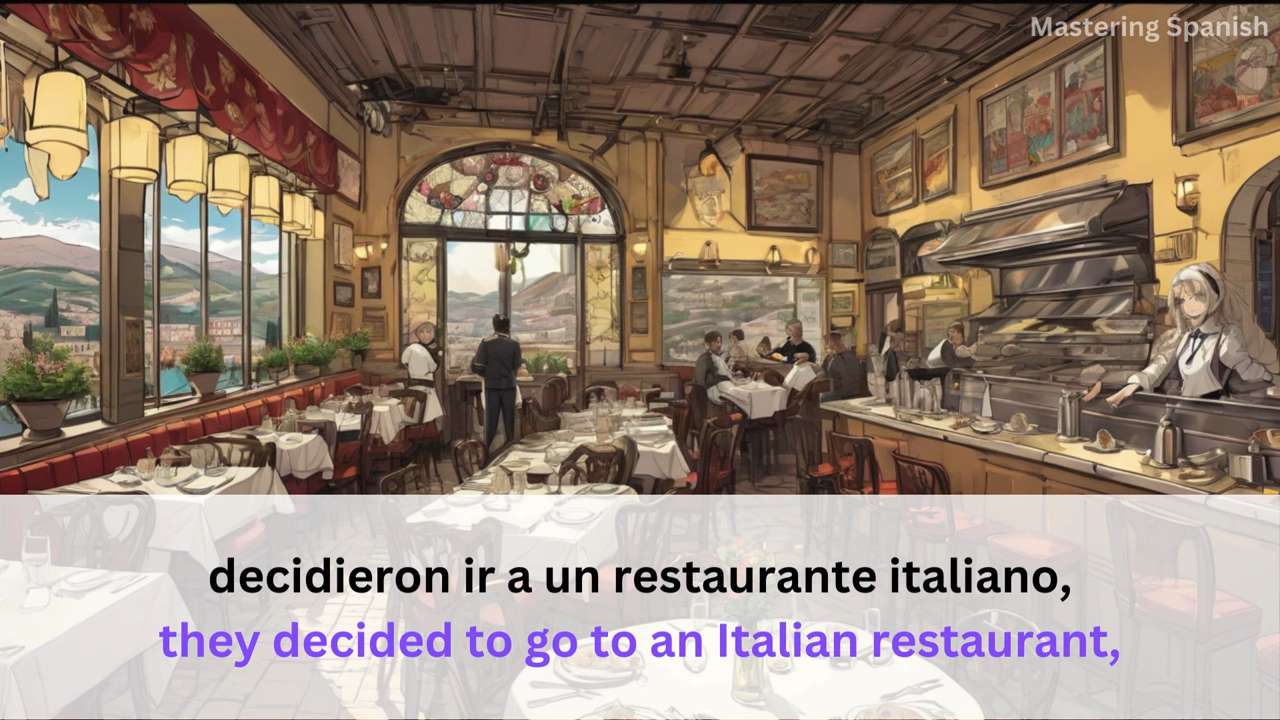 Mastering Spanish
decidieron ir a un restaurante italiano,
they decided to go to an Italian restaurant,